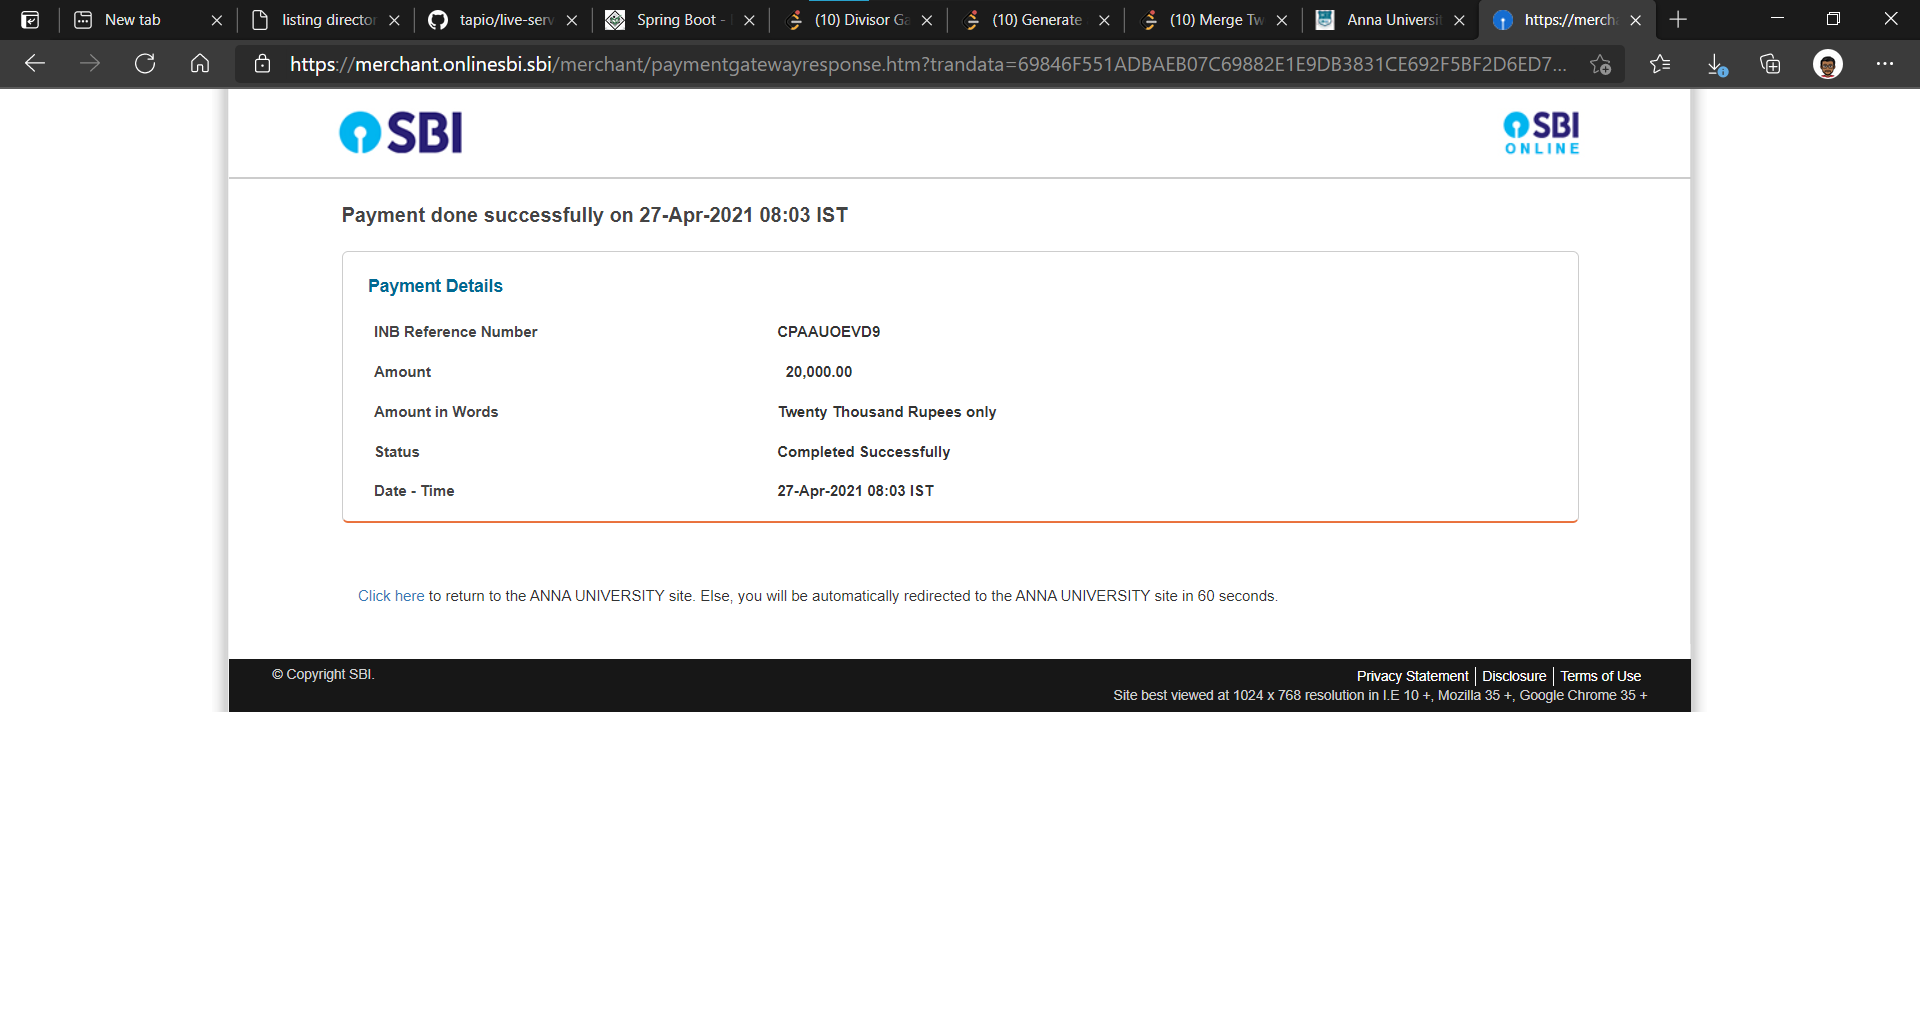 New tab
listing director
tapio/live-serv
Spring Boot -
(10) Divisor Ga
(10) Generate
(10) Merge Tw
Anna Universit
https://mercha
https://merchant.onlinesbi.sbi/merchant/paymentgatewayresponse.htm?trandata=69846F551ADBAEB07C69882E1E9DB3831CE692F5BF2D6ED7...
SBI
SBI
ONLINE
Payment done successfully on 27-Apr-2021 08:03 IST
Payment Details
INB Reference Number CPAAUOEVD9
Amount 20,000.00
Amount in Words Twenty Thousand Rupees only
Status Completed Successfully
Date - Time 27-Apr-2021 08:03 IST
Click here to return to the ANNA UNIVERSITY site. Else, you will be automatically redirected to the ANNA UNIVERSITY site in 60 seconds.
© Copyright SBI.
Privacy Statement | Disclosure | Terms of Use
Site best viewed at 1024 x 768 resolution in I.E 10 +, Mozilla 35 +, Google Chrome 35 +